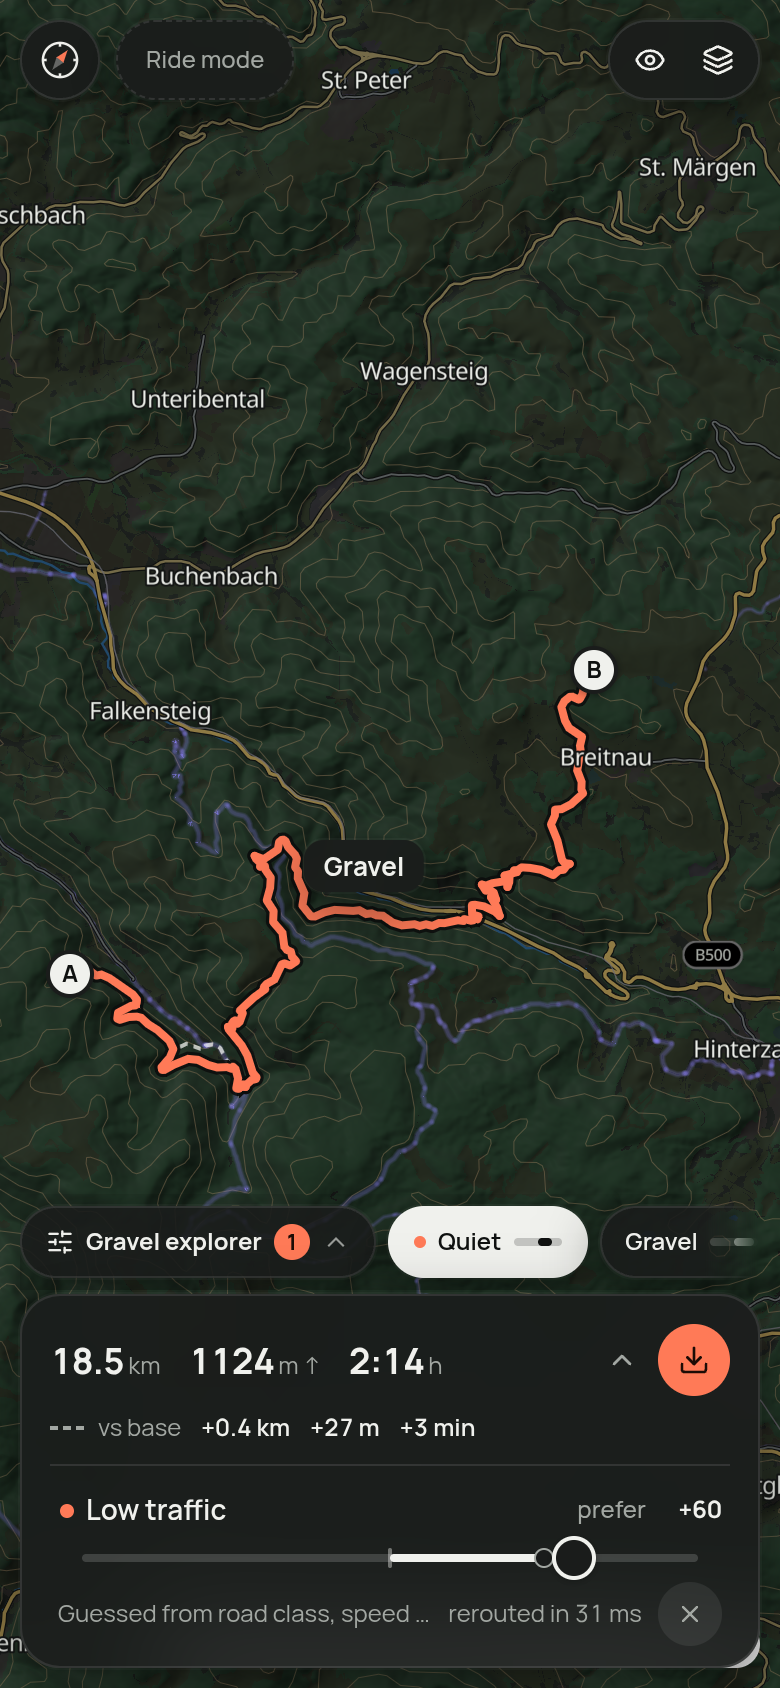 Ride mode
St. Peter
St. Märgen
schbach
Wagensteig
Unteribental
Buchenbach
B
Falkensteig
Breitnau
Gravel
B500
A
Hinterza
Gravel explorer 1
Quiet
Gravel
18.5 km 1124 m ↑ 2:14 h
vs base +0.4 km +27 m +3 min
Low traffic prefer +60
Guessed from road class, speed ... rerouted in 31 ms